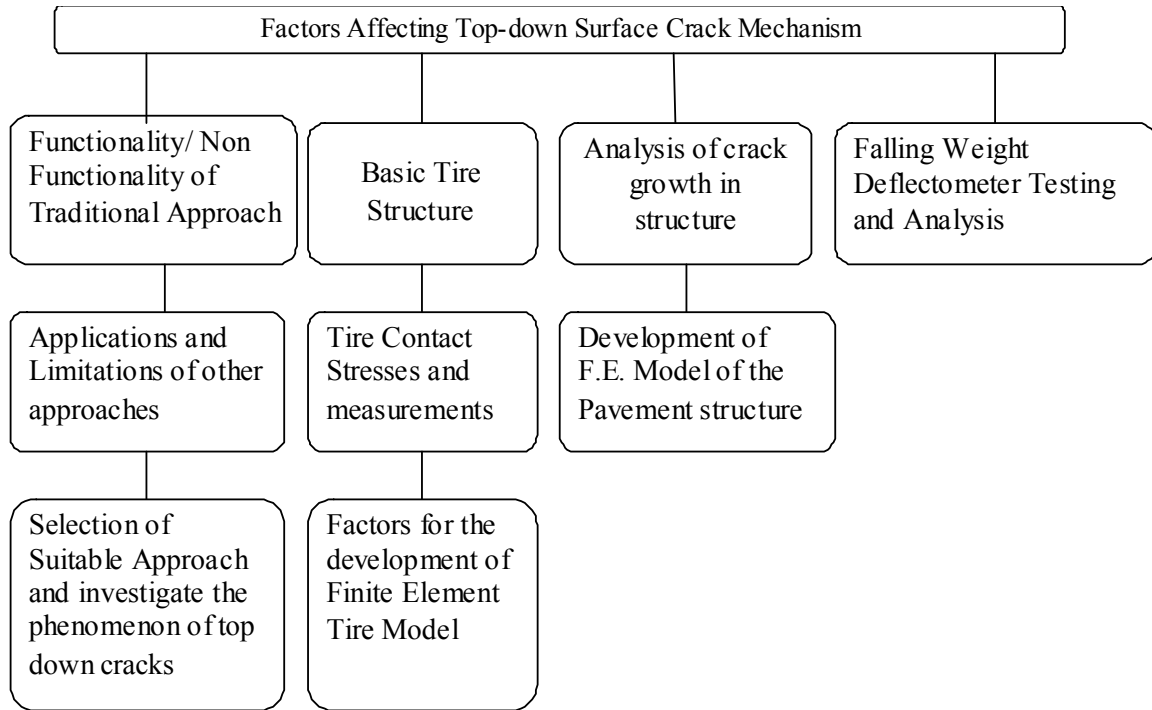 Factors Affecting Top-down Surface Crack Mechanism
Functionality/ Non
Functionality of
Traditional Approach
Basic Tire
Structure
Analysis of crack
growth in
structure
Falling Weight
Deflectometer Testing
and Analysis
Applications and
Limitations of other
approaches
Tire Contact
Stresses and
measurements
Development of
F.E. Model of the
Pavement structure
Selection of
Suitable Approach
and investigate the
phenomenon of top
down cracks
Factors for the
development of
Finite Element
Tire Model